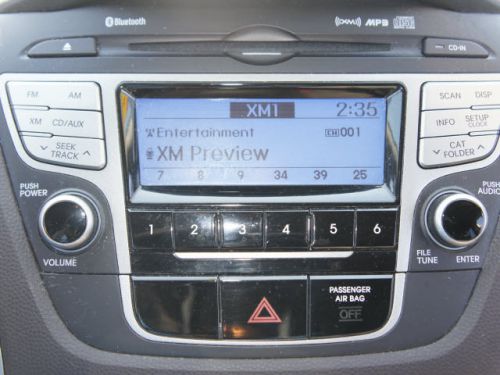 Bluetooth
XM MP3
CD-IN
FM AM
XM CD/AUX
SEEK
TRACK
PUSH
POWER
VOLUME
XM1 2:35
Entertainment CH 001
XM Preview
7 8 9 34 39 25
1 2 3 4 5 6
PASSENGER
AIR BAG
OFF
SCAN DISP
INFO SETUP
CLOCK
CAT
FOLDER
PUSH
AUDIO
FILE
TUNE ENTER